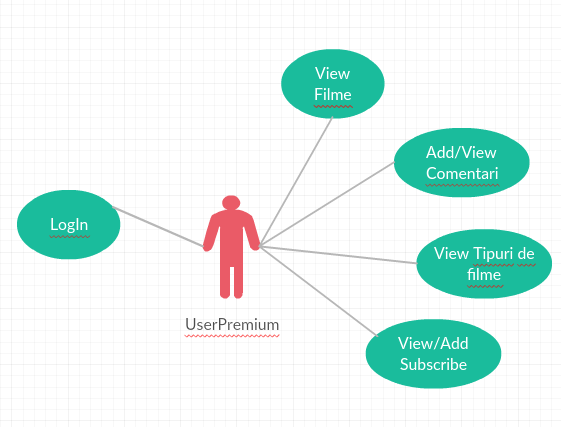 View
Filme
Add/View
Comentari
LogIn
View Tipuri de
filme
UserPremium
View/Add
Subscribe